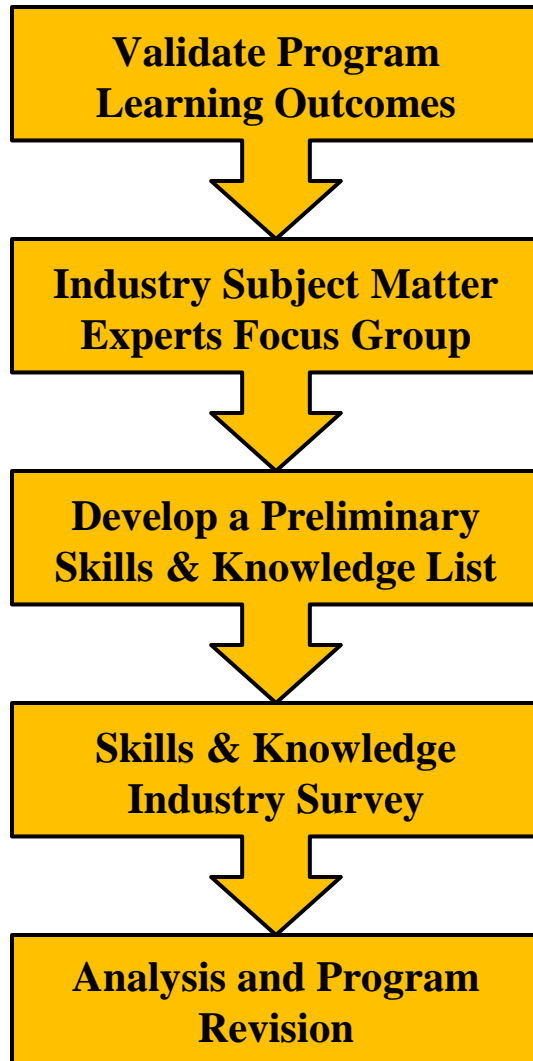 Validate Program
Learning Outcomes
Industry Subject Matter
Experts Focus Group
Develop a Preliminary
Skills & Knowledge List
Skills & Knowledge
Industry Survey
Analysis and Program
Revision